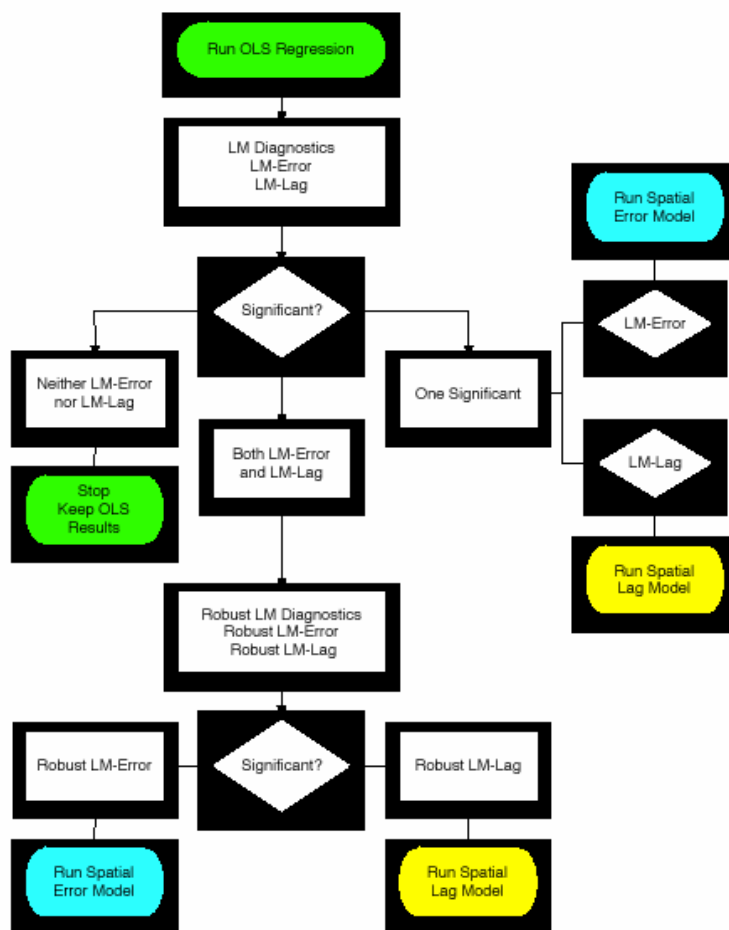 Run OLS Regression
LM Diagnostics
LM-Error
LM-Lag
Significant?
Neither LM-Error
nor LM-Lag
Stop
Keep OLS
Results
Both LM-Error
and LM-Lag
One Significant
LM-Error
Run Spatial
Error Model
LM-Lag
Run Spatial
Lag Model
Robust LM Diagnostics
Robust LM-Error
Robust LM-Lag
Significant?
Robust LM-Error
Run Spatial
Error Model
Robust LM-Lag
Run Spatial
Lag Model